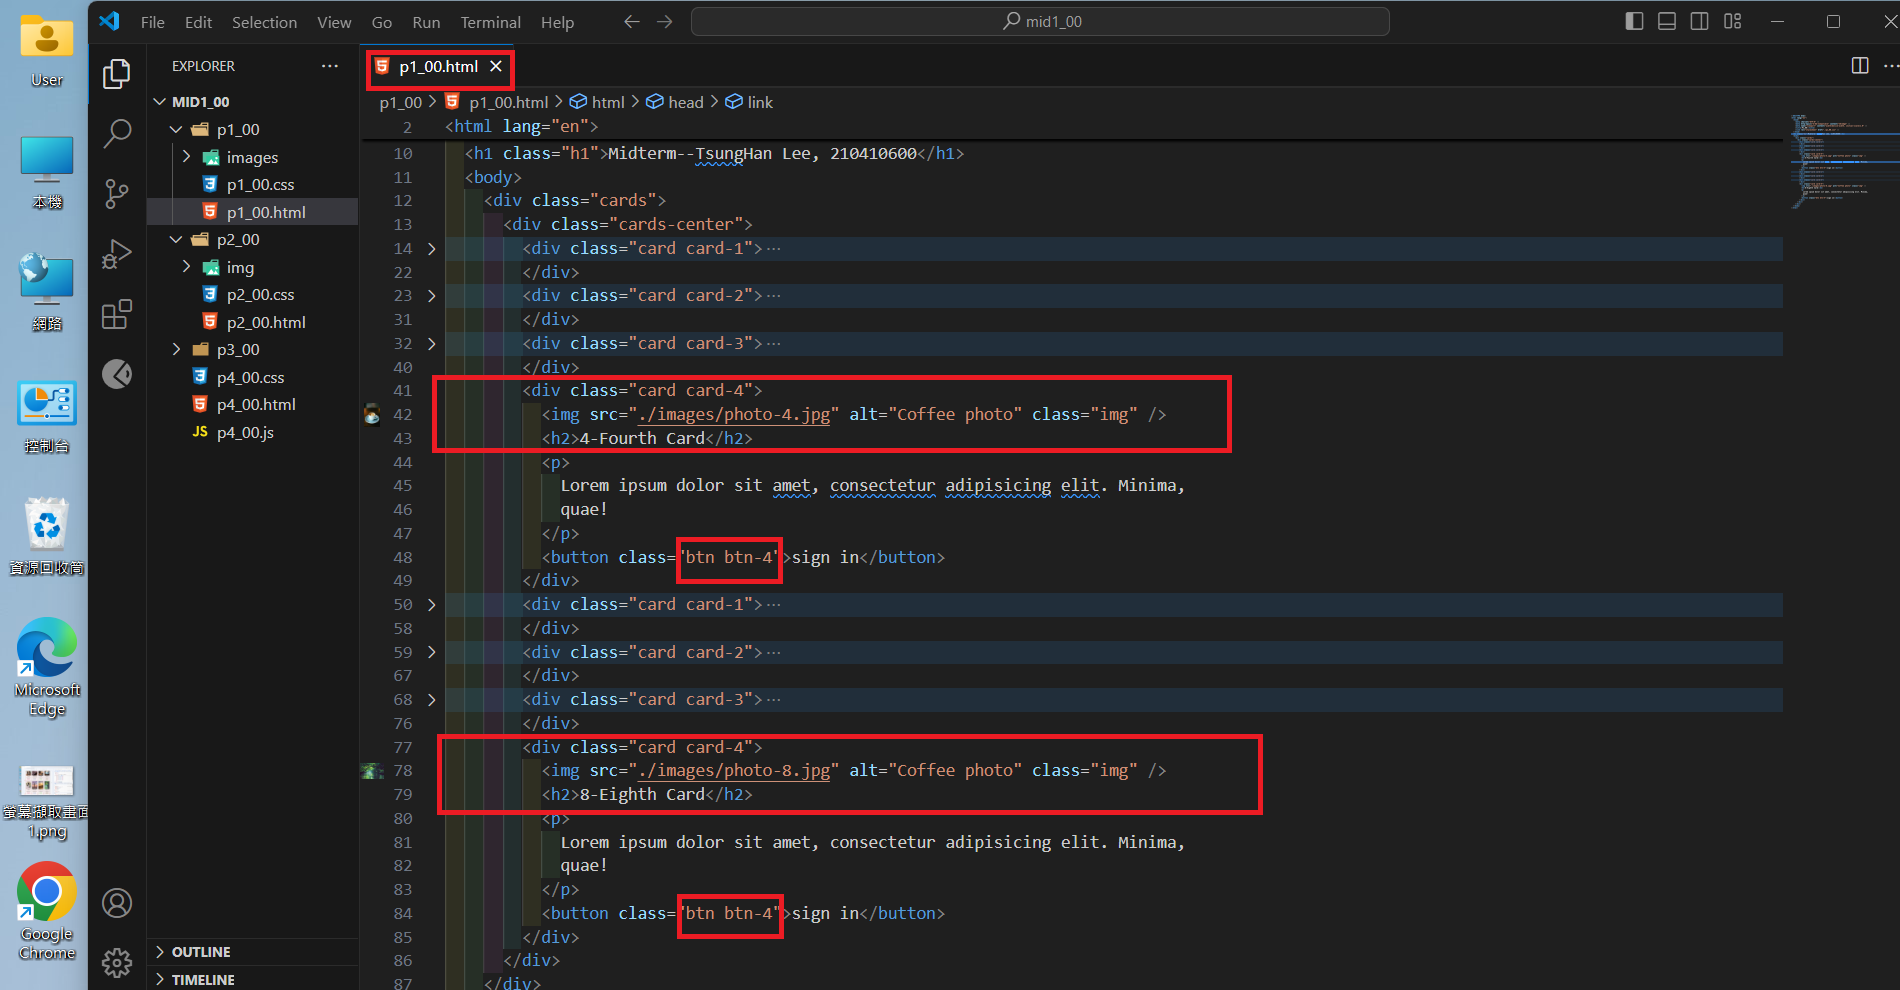 File Edit Selection View Go Run Terminal Help
mid1_00
User
本機
網路
控制台
資源回收筒
Microsoft
Edge
螢幕擷取畫面
1.png
Google
Chrome
EXPLORER
MID1_00
p1_00
images
p1_00.css
p1_00.html
p2_00
img
p2_00.css
p2_00.html
p3_00
p4_00.css
p4_00.html
JS p4_00.js
OUTLINE
TIMELINE
p1_00.html
p1_00 > p1_00.html > html > head > link
2 <html lang="en">
10 <h1 class="h1">Midterm--TsungHan Lee, 210410600</h1>
11 <body>
12 <div class="cards">
13 <div class="cards-center">
14 <div class="card card-1">···
22 </div>
23 <div class="card card-2">···
31 </div>
32 <div class="card card-3">···
40 </div>
41 <div class="card card-4">
42 <img src="./images/photo-4.jpg" alt="Coffee photo" class="img" />
43 <h2>4-Fourth Card</h2>
44 <p>
45 Lorem ipsum dolor sit amet, consectetur adipisicing elit. Minima,
46 quae!
47 </p>
48 <button class="btn btn-4">sign in</button>
49 </div>
50 <div class="card card-1">···
58 </div>
59 <div class="card card-2">···
67 </div>
68 <div class="card card-3">···
76 </div>
77 <div class="card card-4">
78 <img src="./images/photo-8.jpg" alt="Coffee photo" class="img" />
79 <h2>8-Eighth Card</h2>
80 <p>
81 Lorem ipsum dolor sit amet, consectetur adipisicing elit. Minima,
82 quae!
83 </p>
84 <button class="btn btn-4">sign in</button>
85 </div>
86 </div>
87 </div>